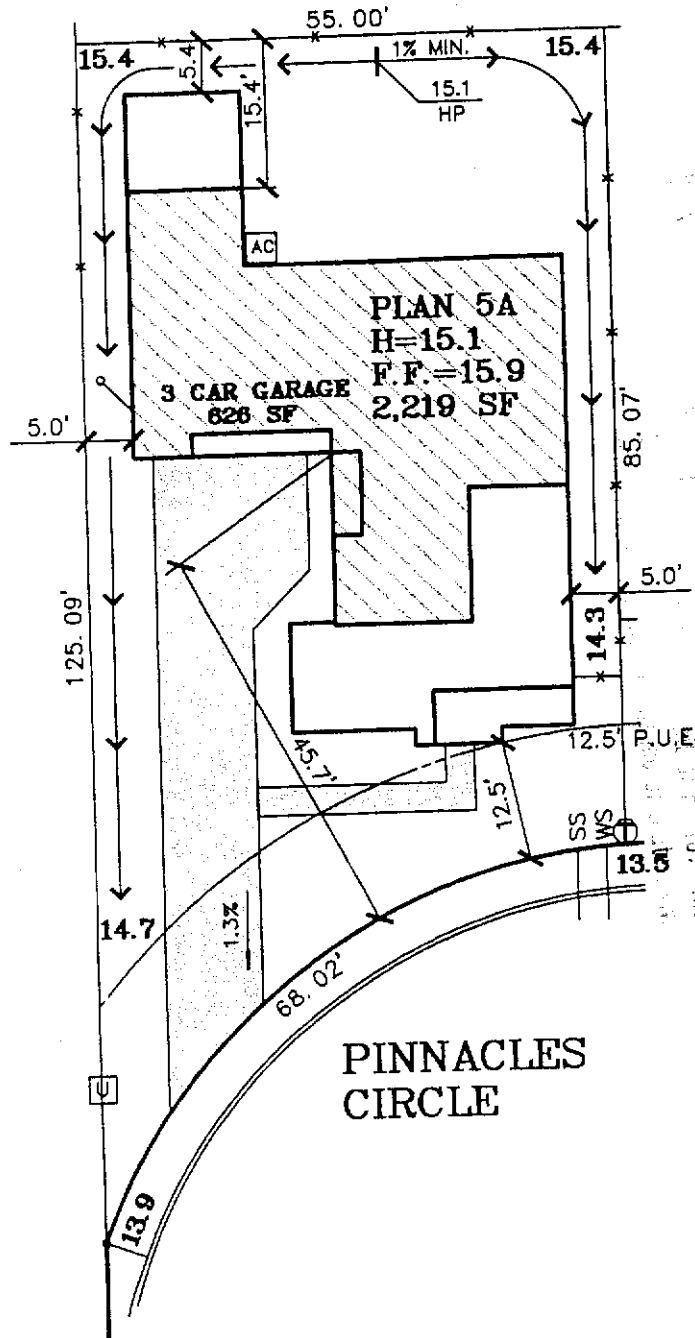 55.00'
15.4
5.4
15.4'
1% MIN.
15.4
15.1
HP
AC
PLAN 5A
H=15.1
F.F.=15.9
2,219 SF
3 CAR GARAGE
626 SF
5.0'
85.07'
5.0'
125.09'
14.3
45.7'
12.5' P.U.E
12.5'
SS
WS
13.5
14.7
1.3%
68.02'
PINNACLES
CIRCLE
U
13.9